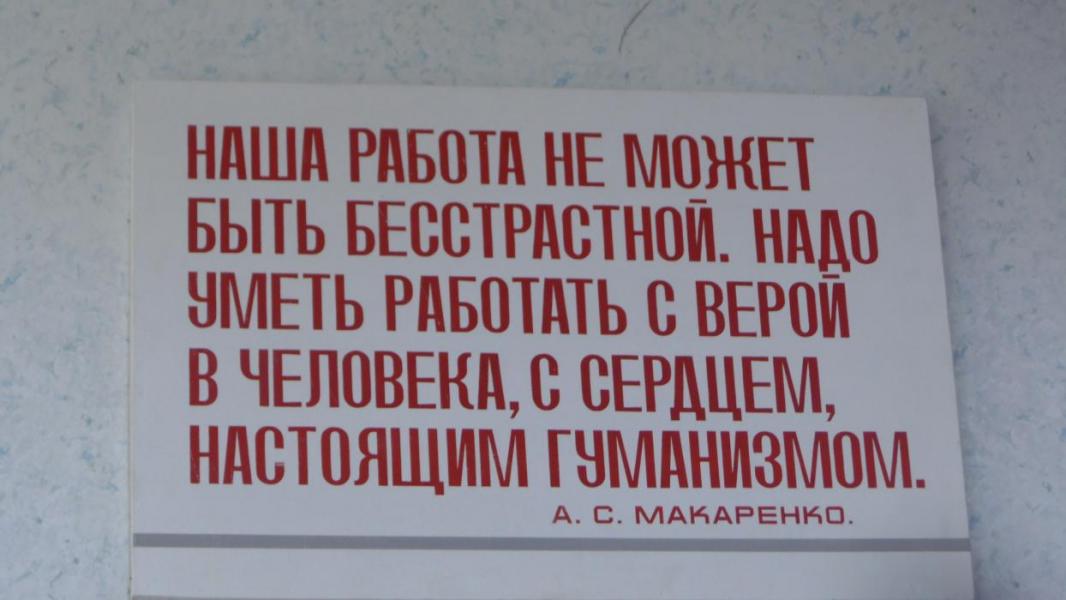 НАША РАБОТА НЕ МОЖЕТ
БЫТЬ БЕССТРАСТНОЙ. НАДО
УМЕТЬ РАБОТАТЬ С ВЕРОЙ
В ЧЕЛОВЕКА, С СЕРДЦЕМ,
НАСТОЯЩИМ ГУМАНИЗМОМ.
А. С. МАКАРЕНКО.